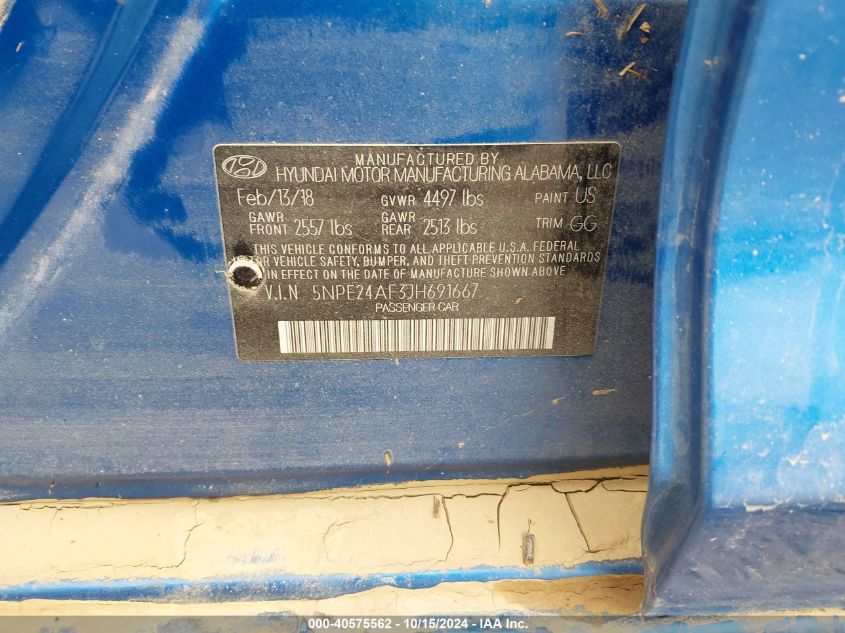 MANUFACTURED BY
HYUNDAI MOTOR MANUFACTURING ALABAMA, LLC
Feb/13/18 GVWR 4497 lbs PAINT US
GAWR FRONT 2557 lbs GAWR REAR 2513 lbs TRIM GG
THIS VEHICLE CONFORMS TO ALL APPLICABLE U.S.A. FEDERAL
VEHICLE SAFETY, BUMPER, AND THEFT PREVENTION STANDARDS
IN EFFECT ON THE DATE OF MANUFACTURE SHOWN ABOVE
V.I.N 5NPE24AF3JH691667
PASSENGER CAR
000-40575562 - 10/15/2024 - IAA Inc.